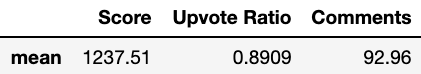 Score Upvote Ratio Comments
mean 1237.51 0.8909 92.96